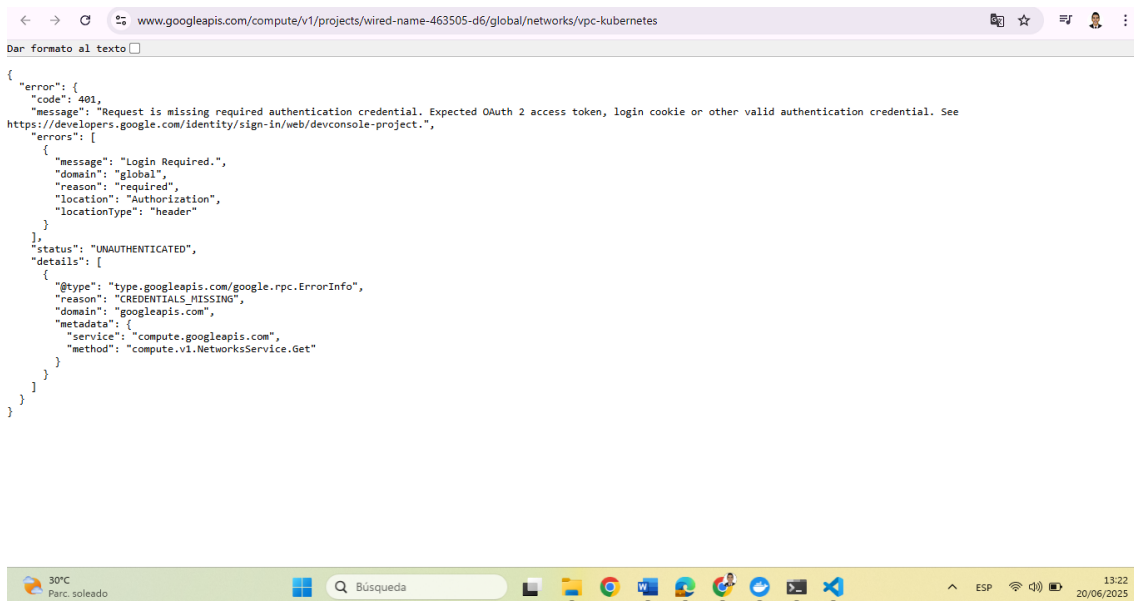 www.googleapis.com/compute/v1/projects/wired-name-463505-d6/global/networks/vpc-kubernetes
Dar formato al texto
{
  "error": {
    "code": 401,
    "message": "Request is missing required authentication credential. Expected OAuth 2 access token, login cookie or other valid authentication credential. See
https://developers.google.com/identity/sign-in/web/devconsole-project.",
    "errors": [
      {
        "message": "Login Required.",
        "domain": "global",
        "reason": "required",
        "location": "Authorization",
        "locationType": "header"
      }
    ],
    "status": "UNAUTHENTICATED",
    "details": [
      {
        "@type": "type.googleapis.com/google.rpc.ErrorInfo",
        "reason": "CREDENTIALS_MISSING",
        "domain": "googleapis.com",
        "metadata": {
          "service": "compute.googleapis.com",
          "method": "compute.v1.NetworksService.Get"
        }
      }
    ]
  }
}
30°C
Parc. soleado
Búsqueda
ESP
13:22
20/06/2025